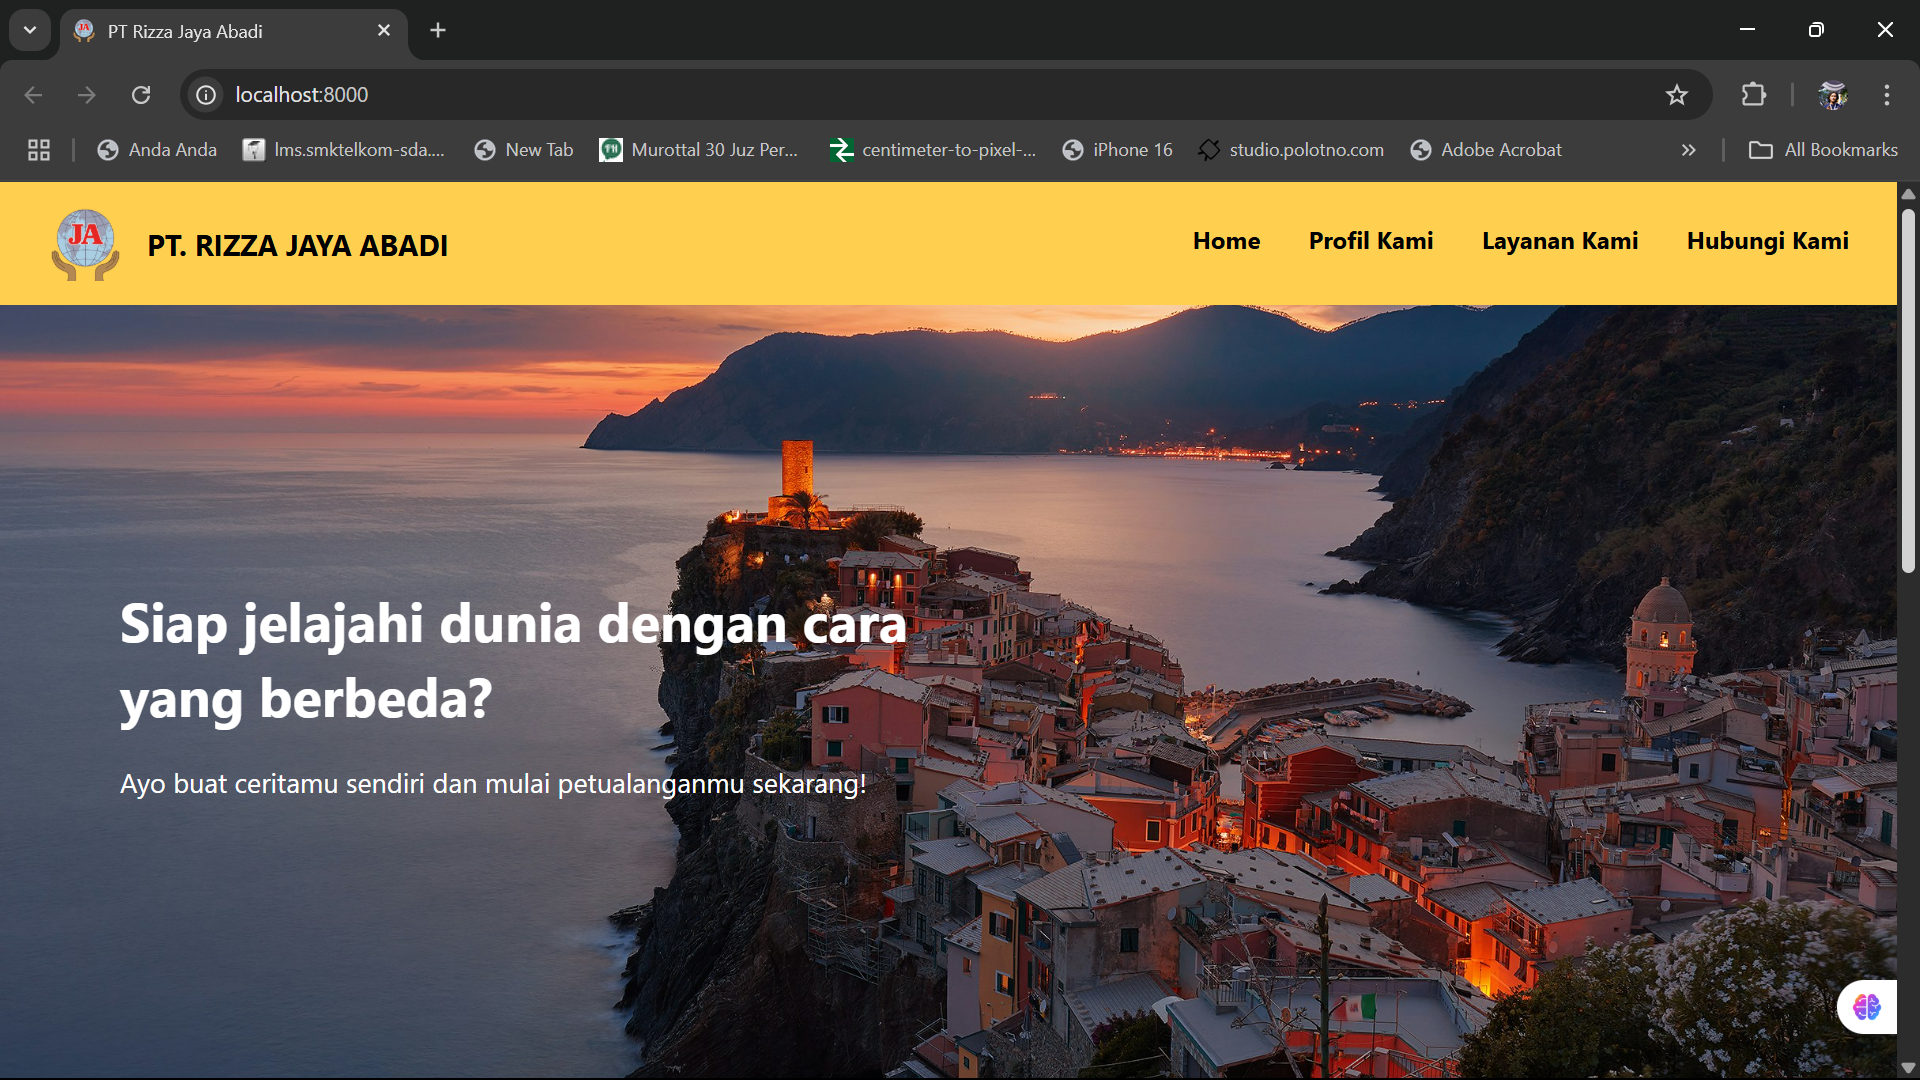 PT Rizza Jaya Abadi
localhost:8000
Anda Anda
lms.smktelkom-sda....
New Tab
Murottal 30 Juz Per...
centimeter-to-pixel-...
iPhone 16
studio.polotno.com
Adobe Acrobat
All Bookmarks
JA
PT. RIZZA JAYA ABADI
Home
Profil Kami
Layanan Kami
Hubungi Kami
Siap jelajahi dunia dengan cara
yang berbeda?
Ayo buat ceritamu sendiri dan mulai petualanganmu sekarang!